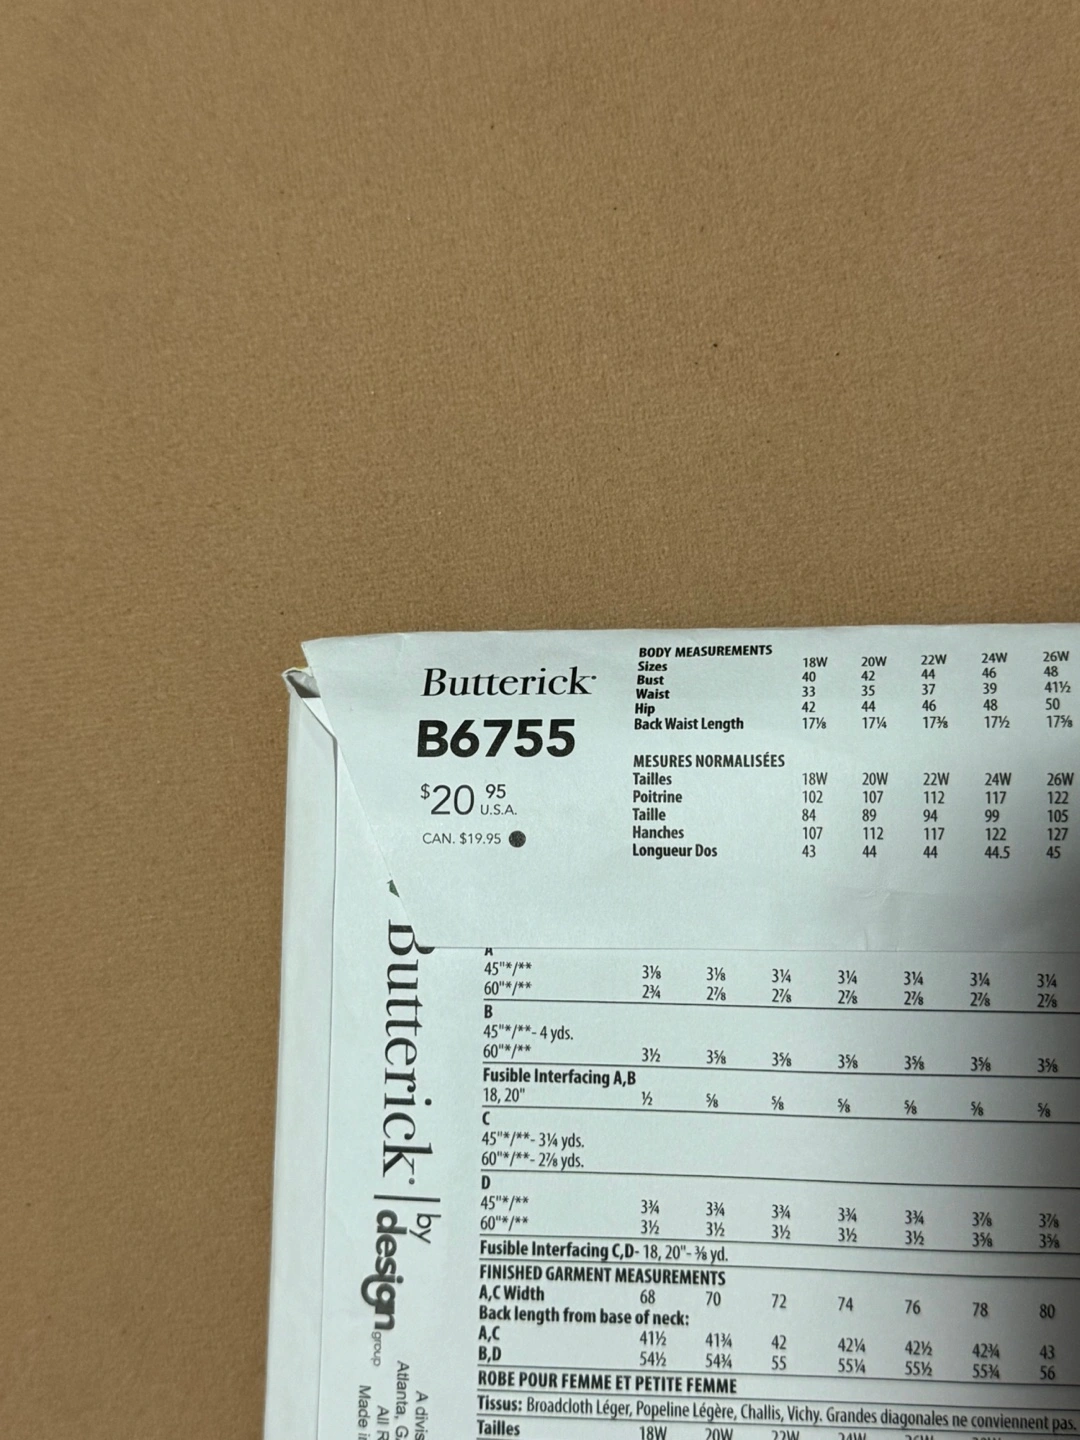 Butterick
B6755
$20 95
U.S.A.
CAN. $19.95
BODY MEASUREMENTS
Sizes 18W 20W 22W 24W 26W
Bust 40 42 44 46 48
Waist 33 35 37 39 41½
Hip 42 44 46 48 50
Back Waist Length 17⅛ 17¼ 17⅜ 17½ 17⅝
MESURES NORMALISÉES
Tailles 18W 20W 22W 24W 26W
Poitrine 102 107 112 117 122
Taille 84 89 94 99 105
Hanches 107 112 117 122 127
Longueur Dos 43 44 44 44.5 45
A
45"*/** 3⅛ 3⅛ 3¼ 3¼ 3¼ 3¼ 3¼
60"*/** 2¾ 2⅞ 2⅞ 2⅞ 2⅞ 2⅞ 2⅞
B
45"*/**- 4 yds.
60"*/** 3½ 3⅝ 3⅝ 3⅝ 3⅝ 3⅝ 3⅝
Fusible Interfacing A,B
18, 20" ½ ⅝ ⅝ ⅝ ⅝ ⅝ ⅝
C
45"*/**- 3¼ yds.
60"*/**- 2⅞ yds.
D
45"*/** 3¾ 3¾ 3¾ 3¾ 3¾ 3⅞ 3⅞
60"*/** 3½ 3½ 3½ 3½ 3½ 3⅝ 3⅝
Fusible Interfacing C,D- 18, 20"- ⅜ yd.
FINISHED GARMENT MEASUREMENTS
A,C Width 68 70 72 74 76 78 80
Back length from base of neck:
A,C 41½ 41¾ 42 42¼ 42½ 42¾ 43
B,D 54½ 54¾ 55 55¼ 55½ 55¾ 56
ROBE POUR FEMME ET PETITE FEMME
Tissus: Broadcloth Léger, Popeline Légère, Challis, Vichy. Grandes diagonales ne conviennent pas.
Tailles 18W 20W 22W 24W
Butterick | by
design group
A divis
Atlanta, G
All R
Made i